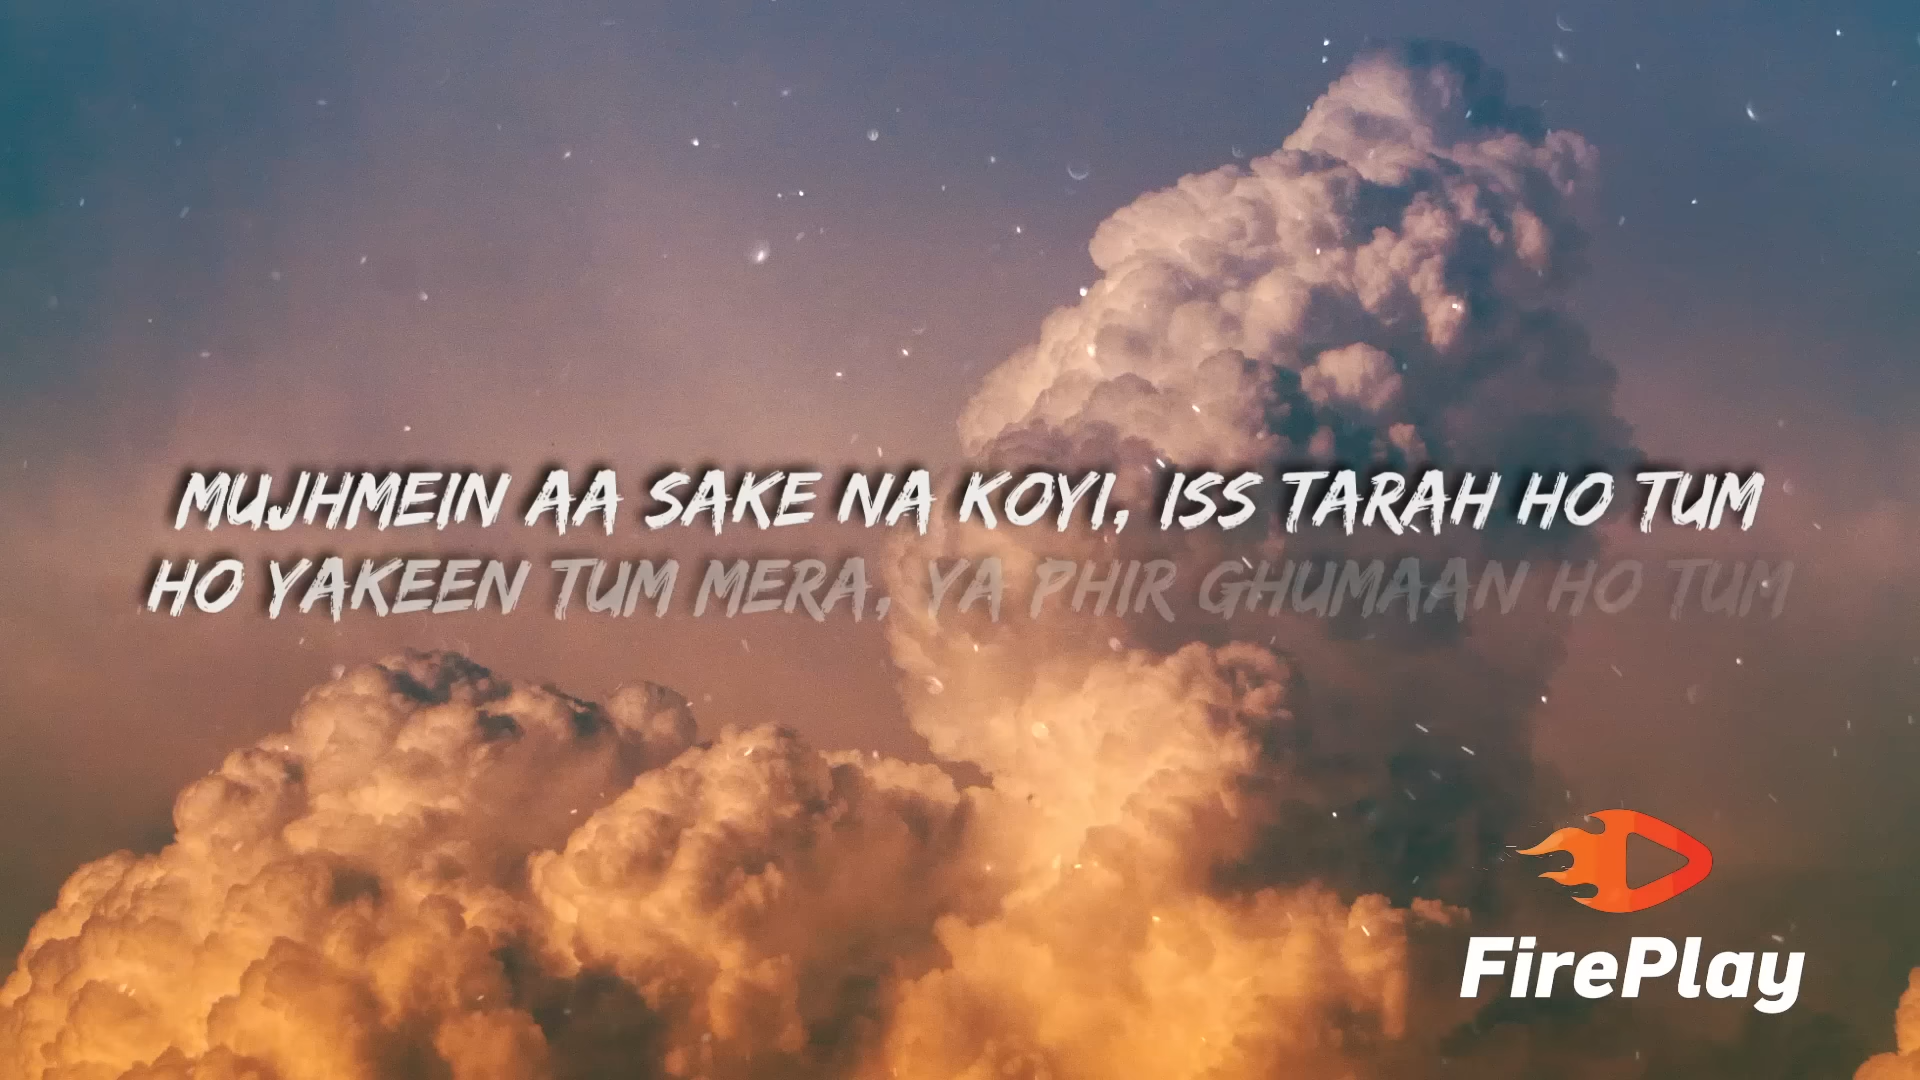 MUJHMEIN AA SAKE NA KOYI, ISS TARAH HO TUM
HO YAKEEN TUM MERA, YA PHIR GHUMAAN HO TUM
FirePlay